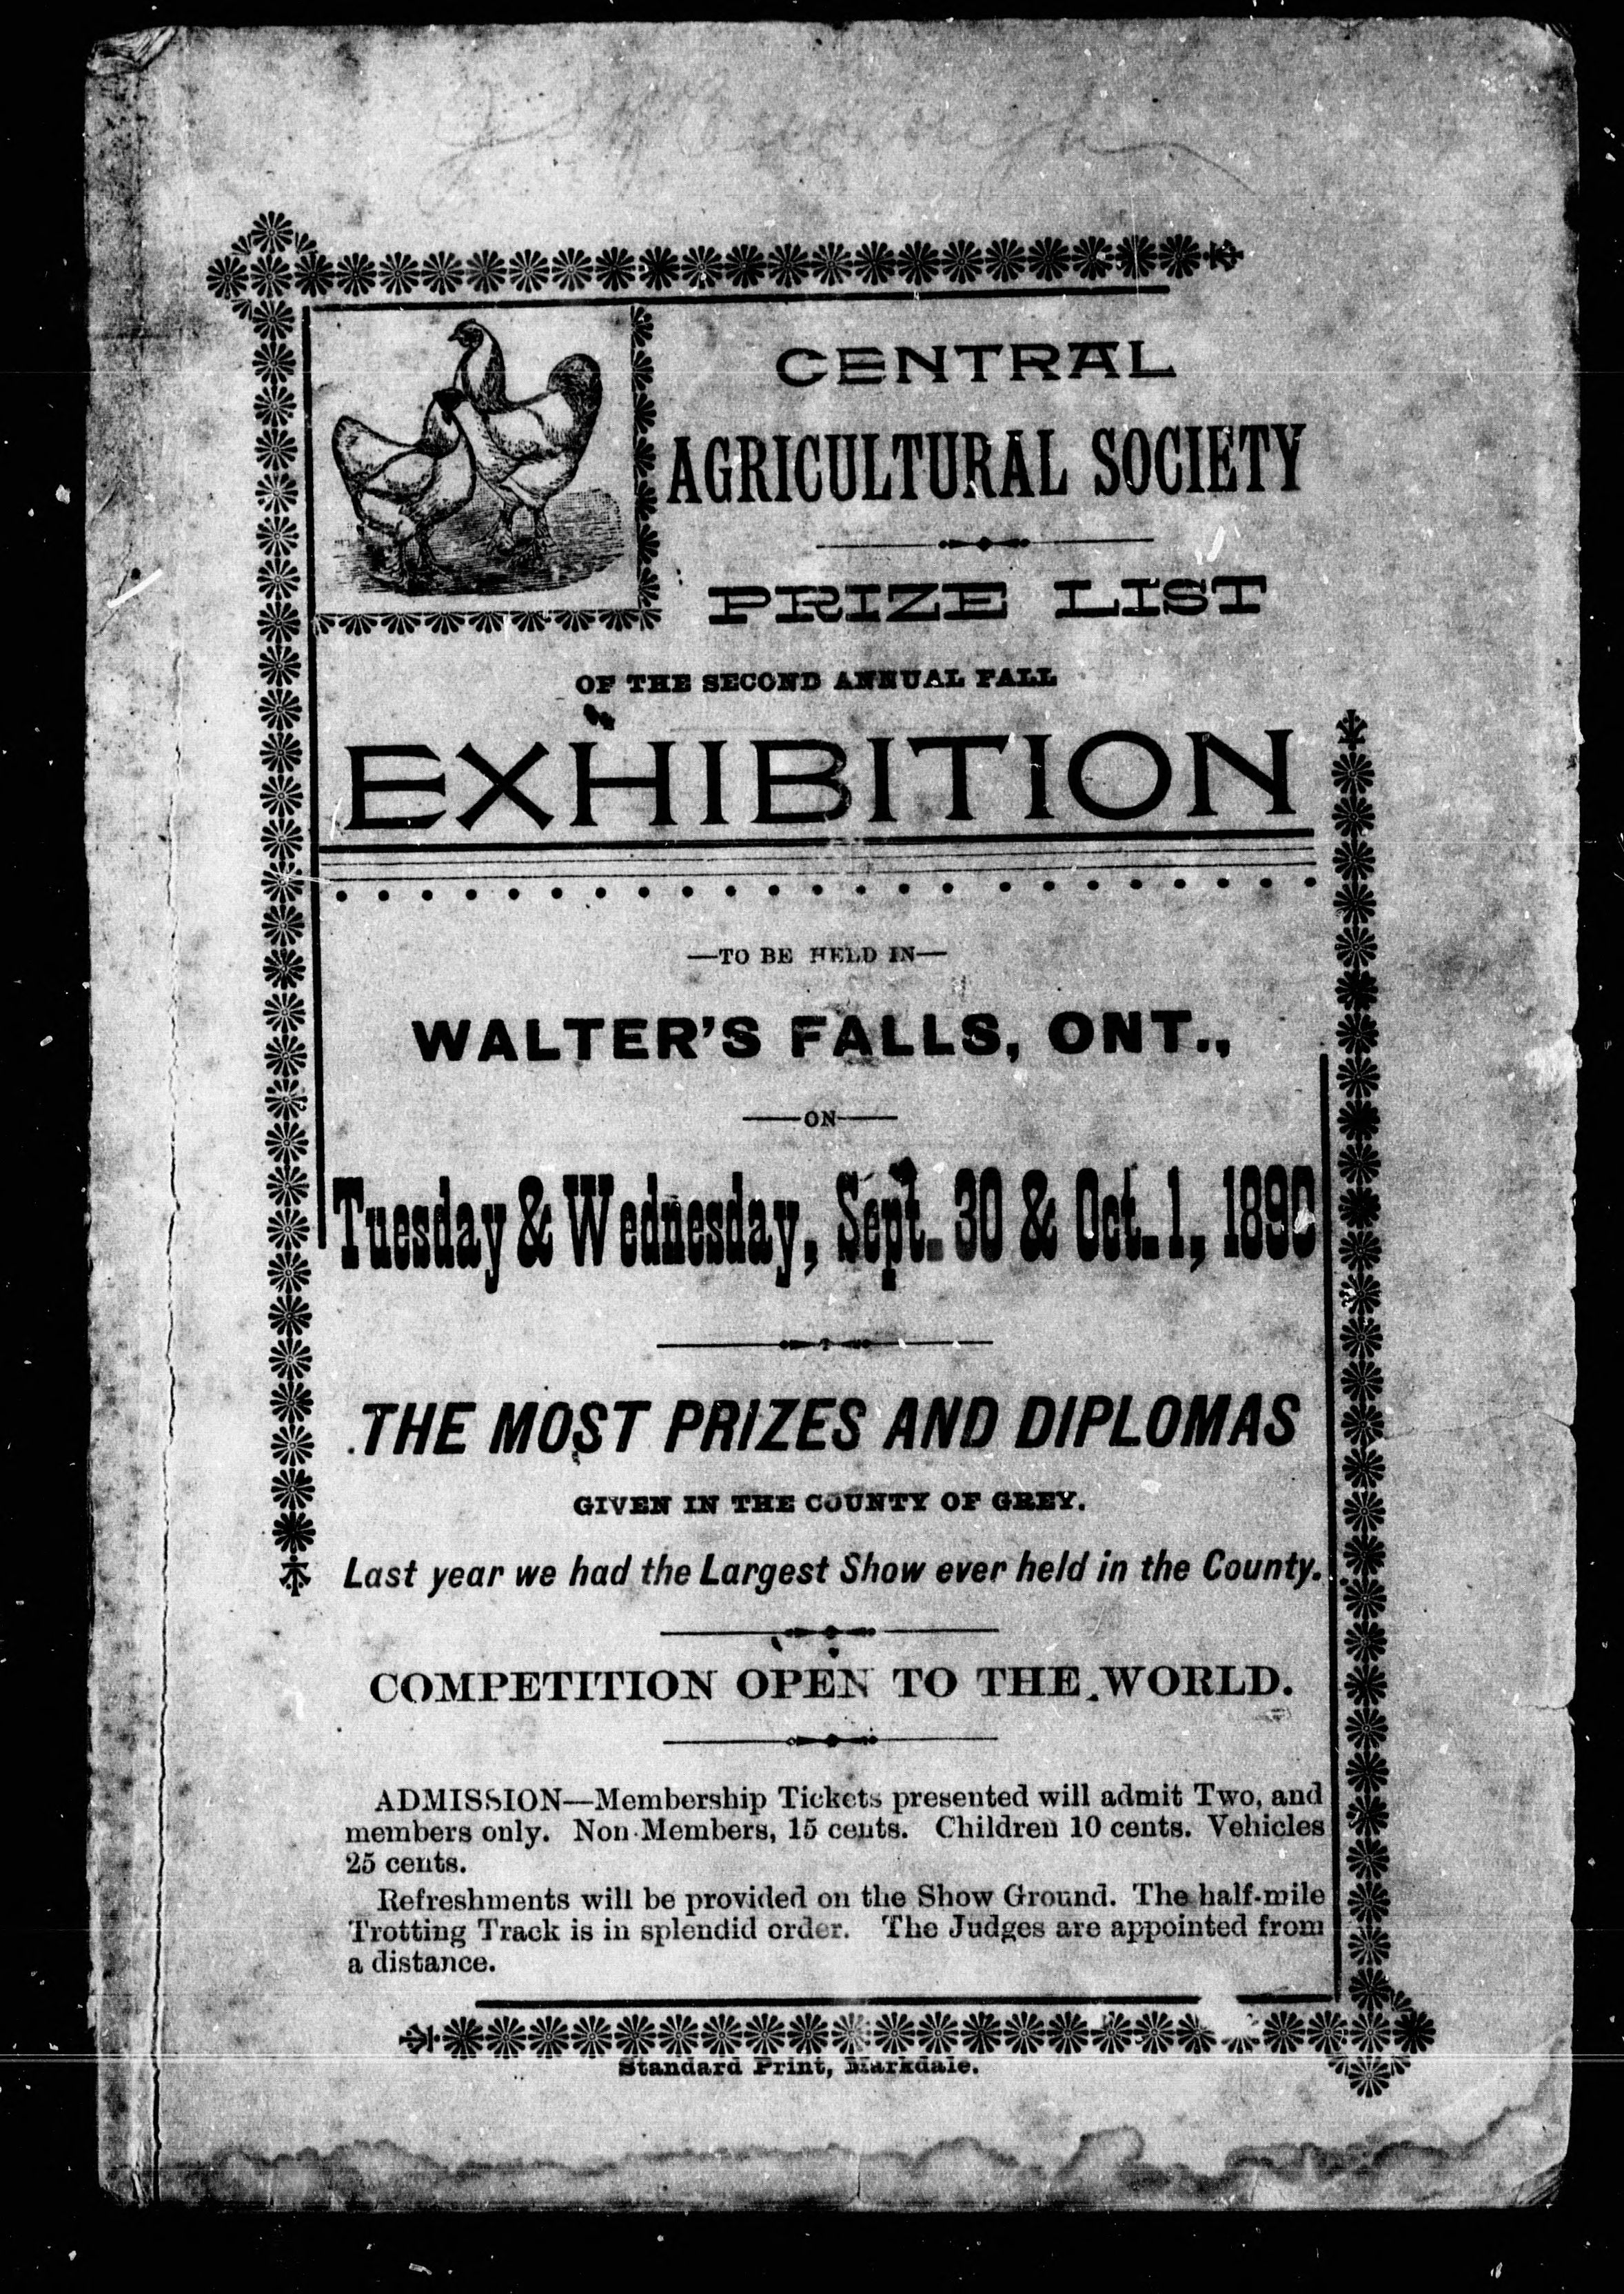 CENTRAL
AGRICULTURAL SOCIETY
PRIZE LIST
OF THE SECOND ANNUAL FALL
EXHIBITION
—TO BE HELD IN—
WALTER'S FALLS, ONT.,
—ON—
Tuesday & Wednesday, Sept. 30 & Oct. 1, 1890
THE MOST PRIZES AND DIPLOMAS
GIVEN IN THE COUNTY OF GREY.
Last year we had the Largest Show ever held in the County.
COMPETITION OPEN TO THE WORLD.
ADMISSION—Membership Tickets presented will admit Two, and
members only. Non-Members, 15 cents. Children 10 cents. Vehicles
25 cents.
Refreshments will be provided on the Show Ground. The half-mile
Trotting Track is in splendid order. The Judges are appointed from
a distance.
Standard Print, Markdale.